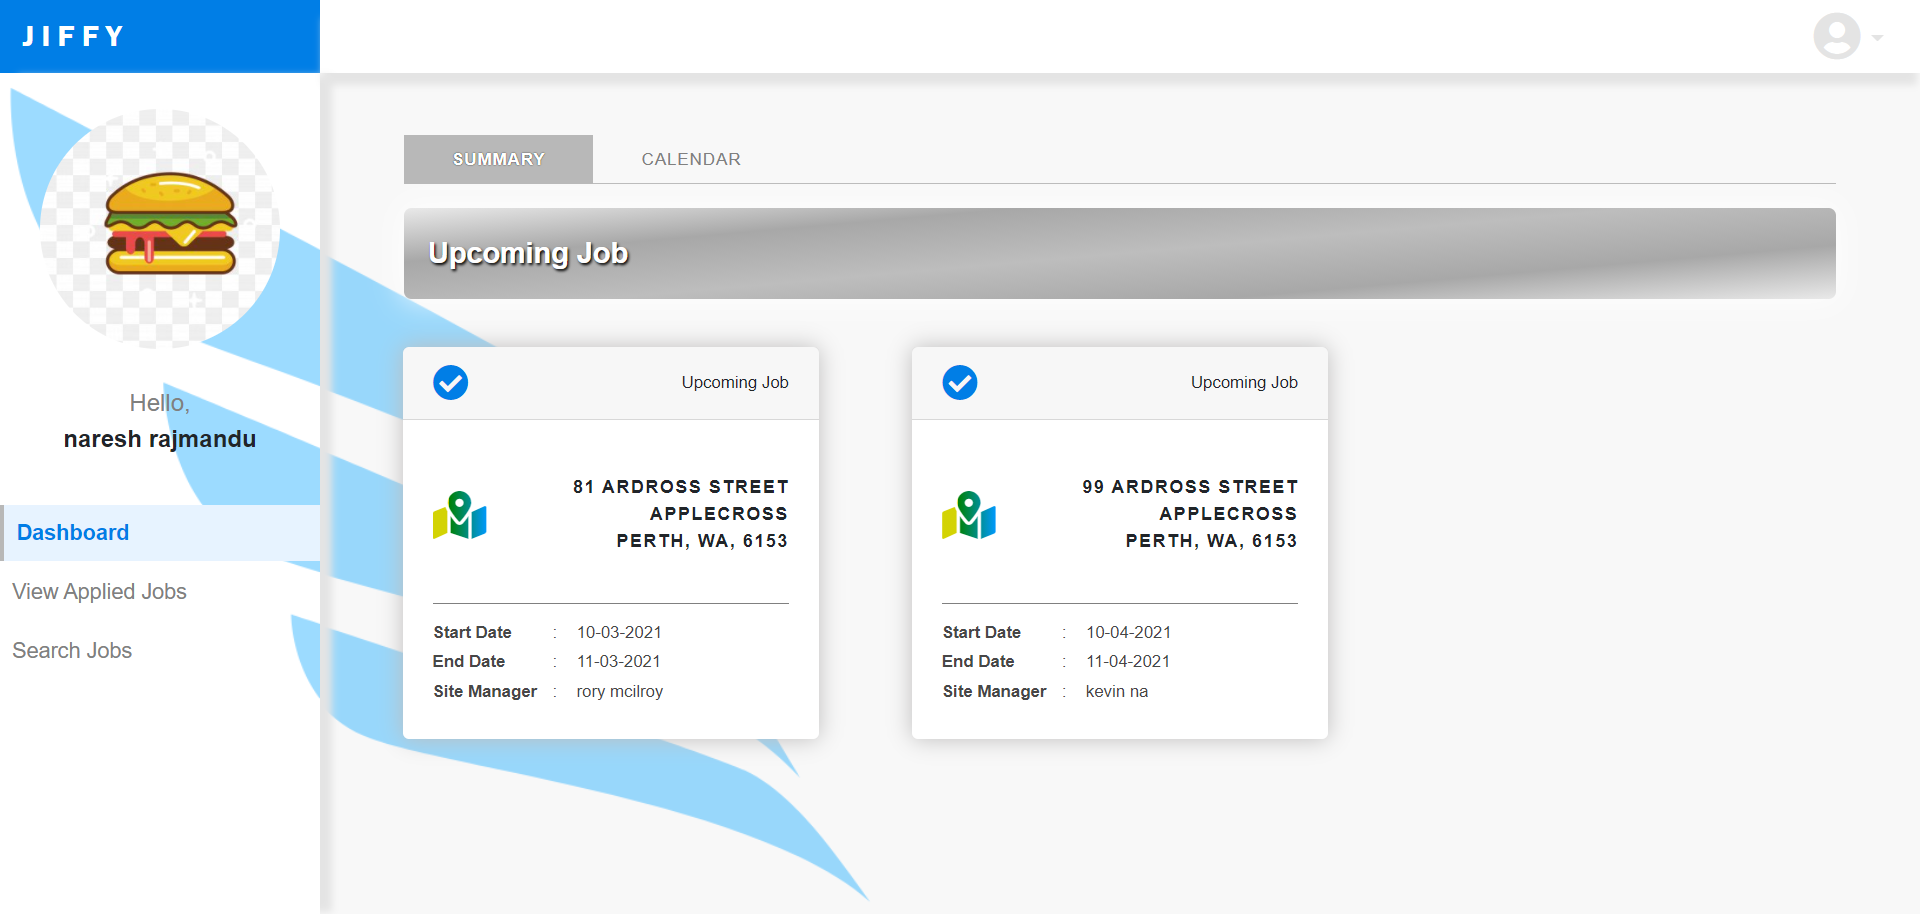 JIFFY
Hello,
naresh rajmandu
Dashboard
View Applied Jobs
Search Jobs
SUMMARY
CALENDAR
Upcoming Job
Upcoming Job
81 ARDROSS STREET
APPLECROSS
PERTH, WA, 6153
Start Date : 10-03-2021
End Date : 11-03-2021
Site Manager : rory mcilroy
Upcoming Job
99 ARDROSS STREET
APPLECROSS
PERTH, WA, 6153
Start Date : 10-04-2021
End Date : 11-04-2021
Site Manager : kevin na